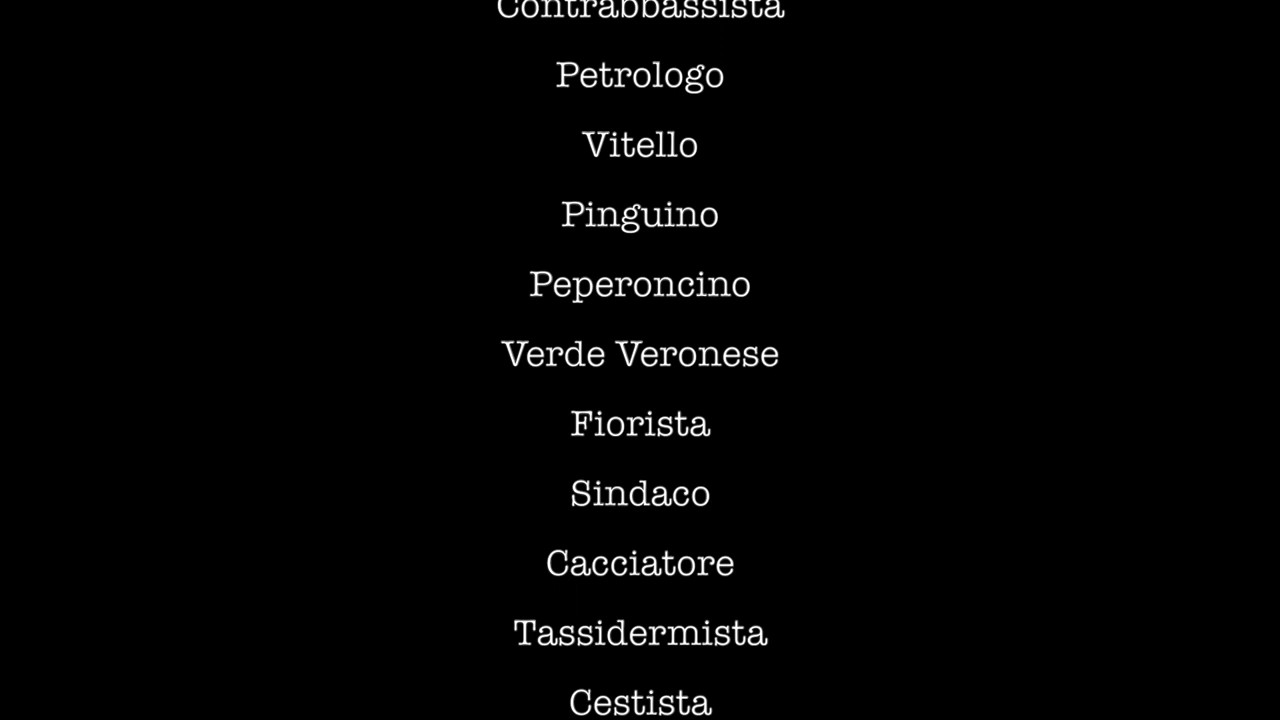 Contrabbassista
Petrologo
Vitello
Pinguino
Peperoncino
Verde Veronese
Fiorista
Sindaco
Cacciatore
Tassidermista
Cestista